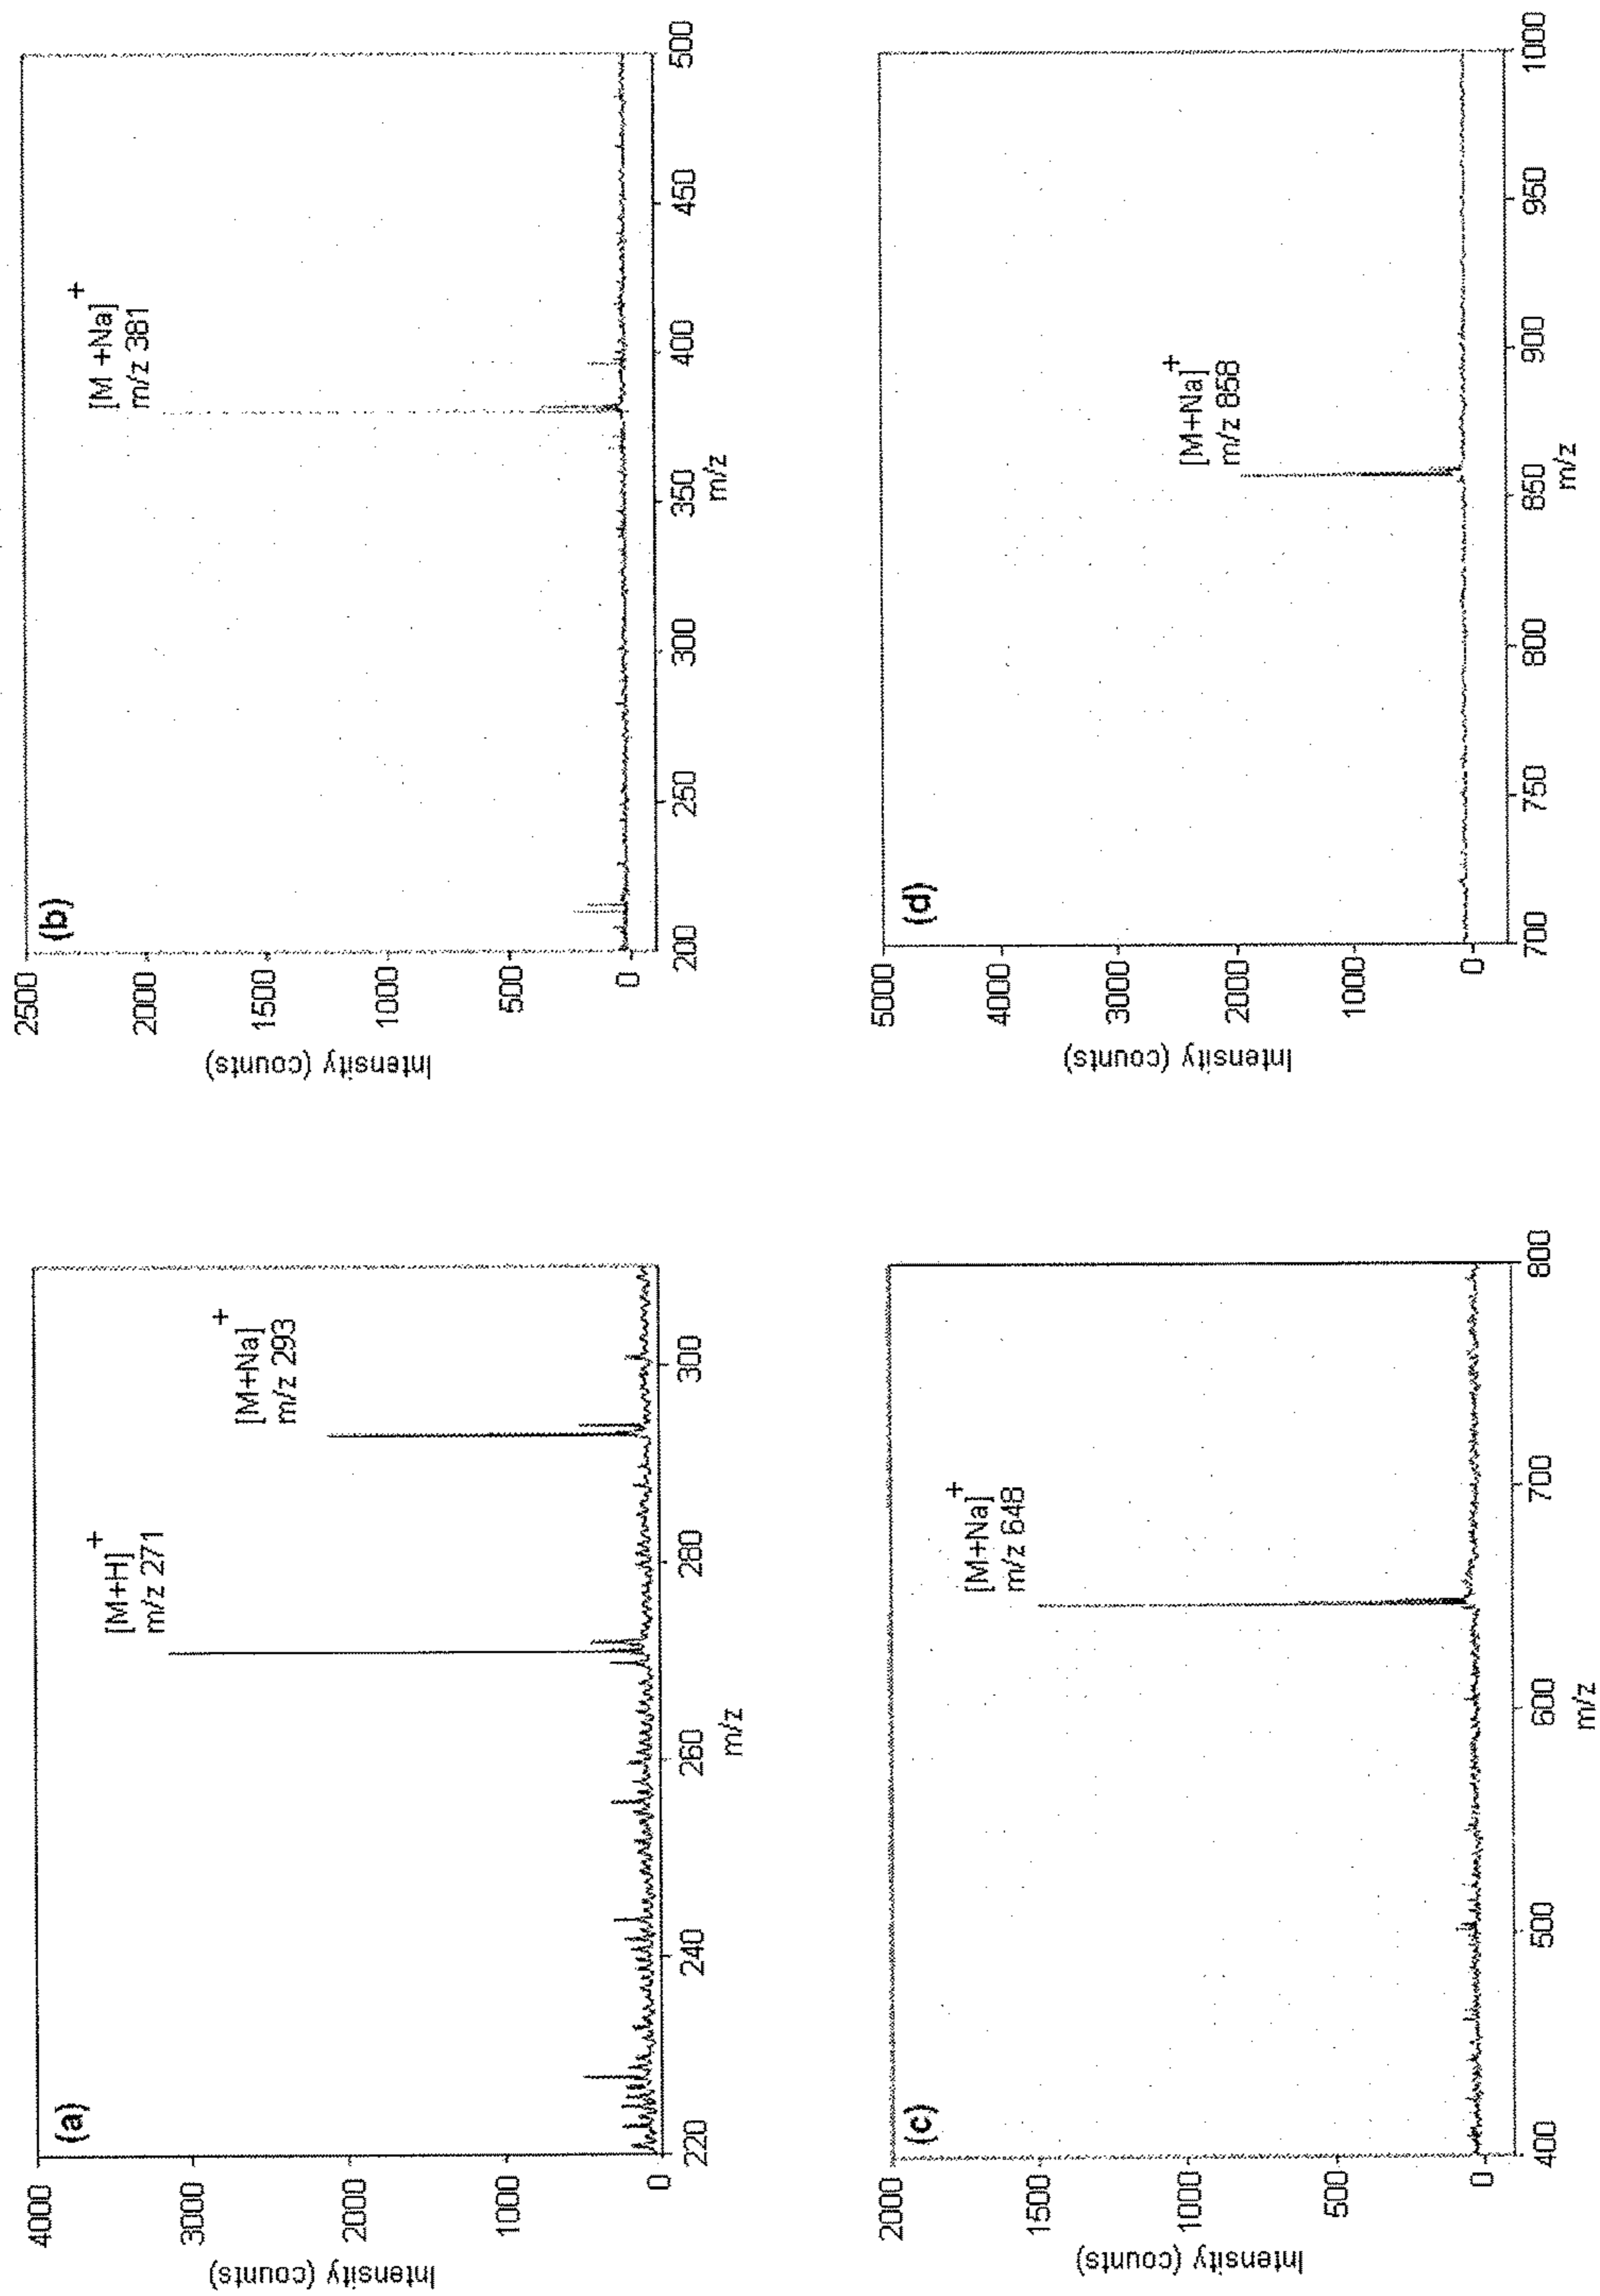 (a)
4000
3000
2000
1000
0
Intensity (counts)
220
240
260
280
300
m/z
[M+H]+
m/z 271
[M+Na]+
m/z 293
(b)
2500
2000
1500
1000
500
0
Intensity (counts)
200
250
300
350
400
450
500
m/z
[M +Na]+
m/z 381
(c)
2000
1500
1000
500
0
Intensity (counts)
400
500
600
700
800
m/z
[M+Na]+
m/z 648
(d)
5000
4000
3000
2000
1000
0
Intensity (counts)
700
750
800
850
900
950
1000
m/z
[M+Na]+
m/z 858